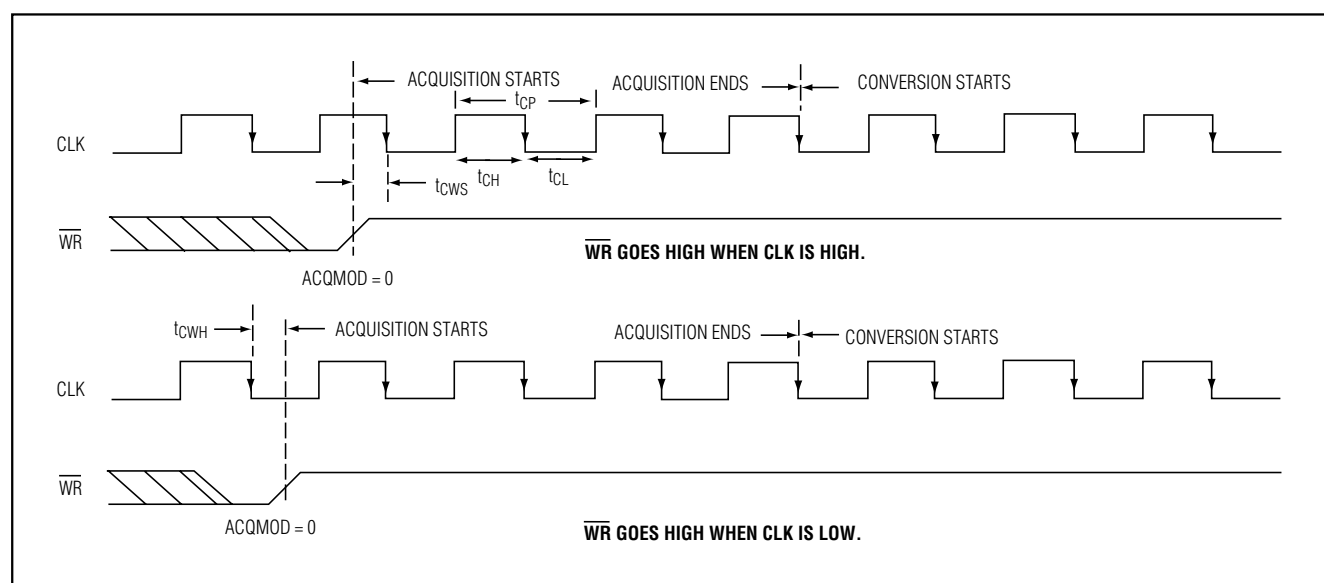 ACQUISITION STARTS
ACQUISITION ENDS
CONVERSION STARTS
tCP
CLK
tCWS
tCH
tCL
WR
WR GOES HIGH WHEN CLK IS HIGH.
ACQMOD = 0
tCWH
ACQUISITION STARTS
ACQUISITION ENDS
CONVERSION STARTS
CLK
WR
ACQMOD = 0
WR GOES HIGH WHEN CLK IS LOW.